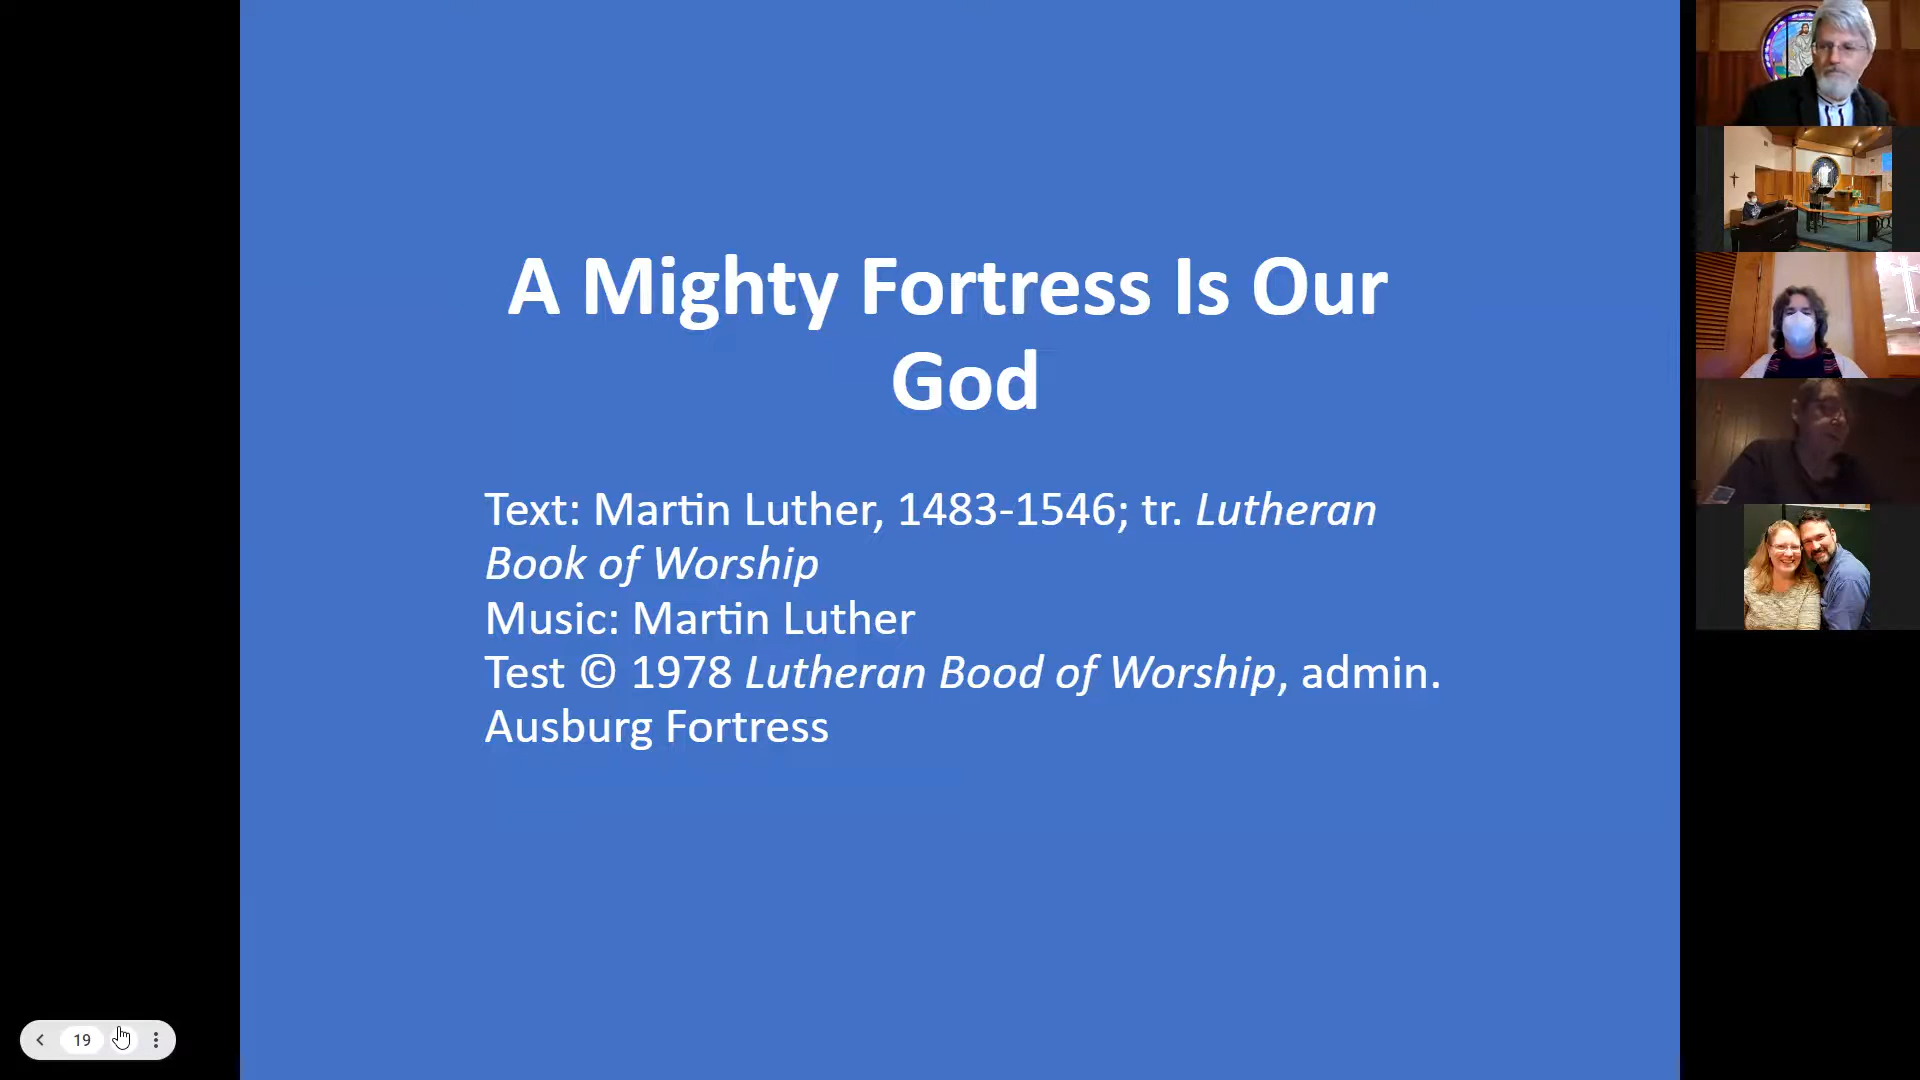 A Mighty Fortress Is Our
God
Text: Martin Luther, 1483-1546; tr. Lutheran
Book of Worship
Music: Martin Luther
Test © 1978 Lutheran Bood of Worship, admin.
Ausburg Fortress
19